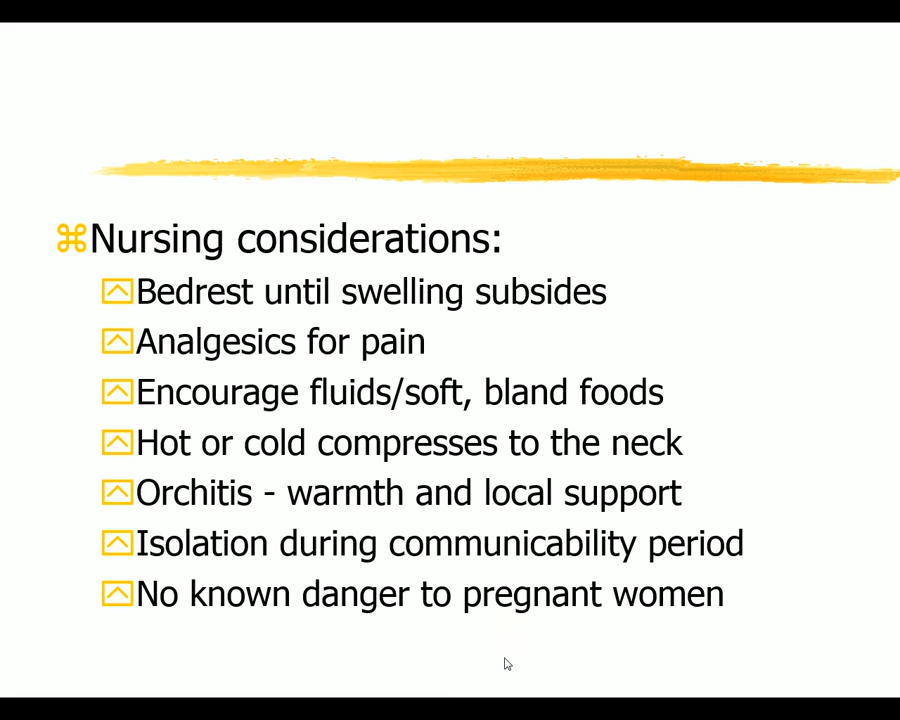 Nursing considerations:
Bedrest until swelling subsides
Analgesics for pain
Encourage fluids/soft, bland foods
Hot or cold compresses to the neck
Orchitis - warmth and local support
Isolation during communicability period
No known danger to pregnant women